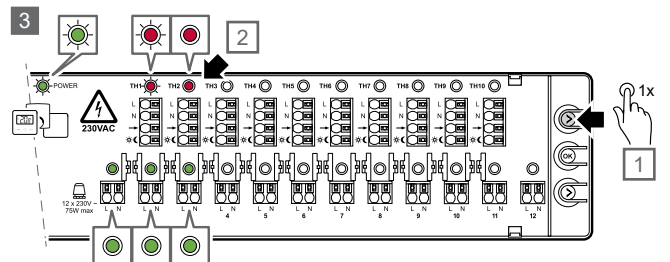 3
2
POWER
TH1 TH2 TH3 TH4 TH5 TH6 TH7 TH8 TH9 TH10
1x
L L L L L L L L L L
N N N N N N N N N N
230VAC
OK
1
12 x 230V ~
75W max
L N L N L N L N L N L N L N L N L N L N L N L N
4 5 6 7 8 9 10 11 12